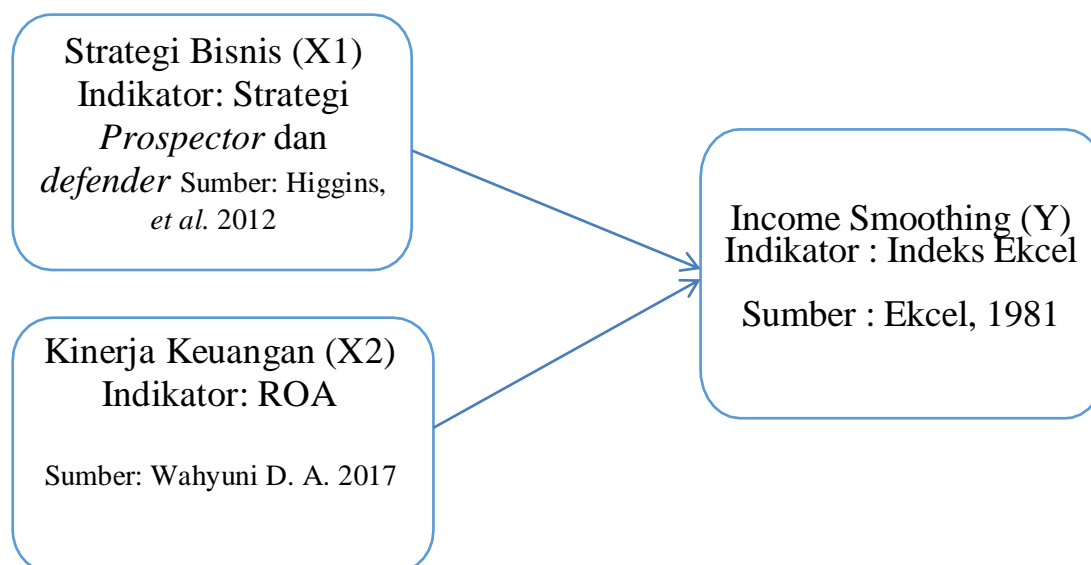 Strategi Bisnis (X1)
Indikator: Strategi
Prospector dan
defender Sumber: Higgins,
et al. 2012
Income Smoothing (Y)
Indikator : Indeks Ekcel
Sumber : Ekcel, 1981
Kinerja Keuangan (X2)
Indikator: ROA
Sumber: Wahyuni D. A. 2017